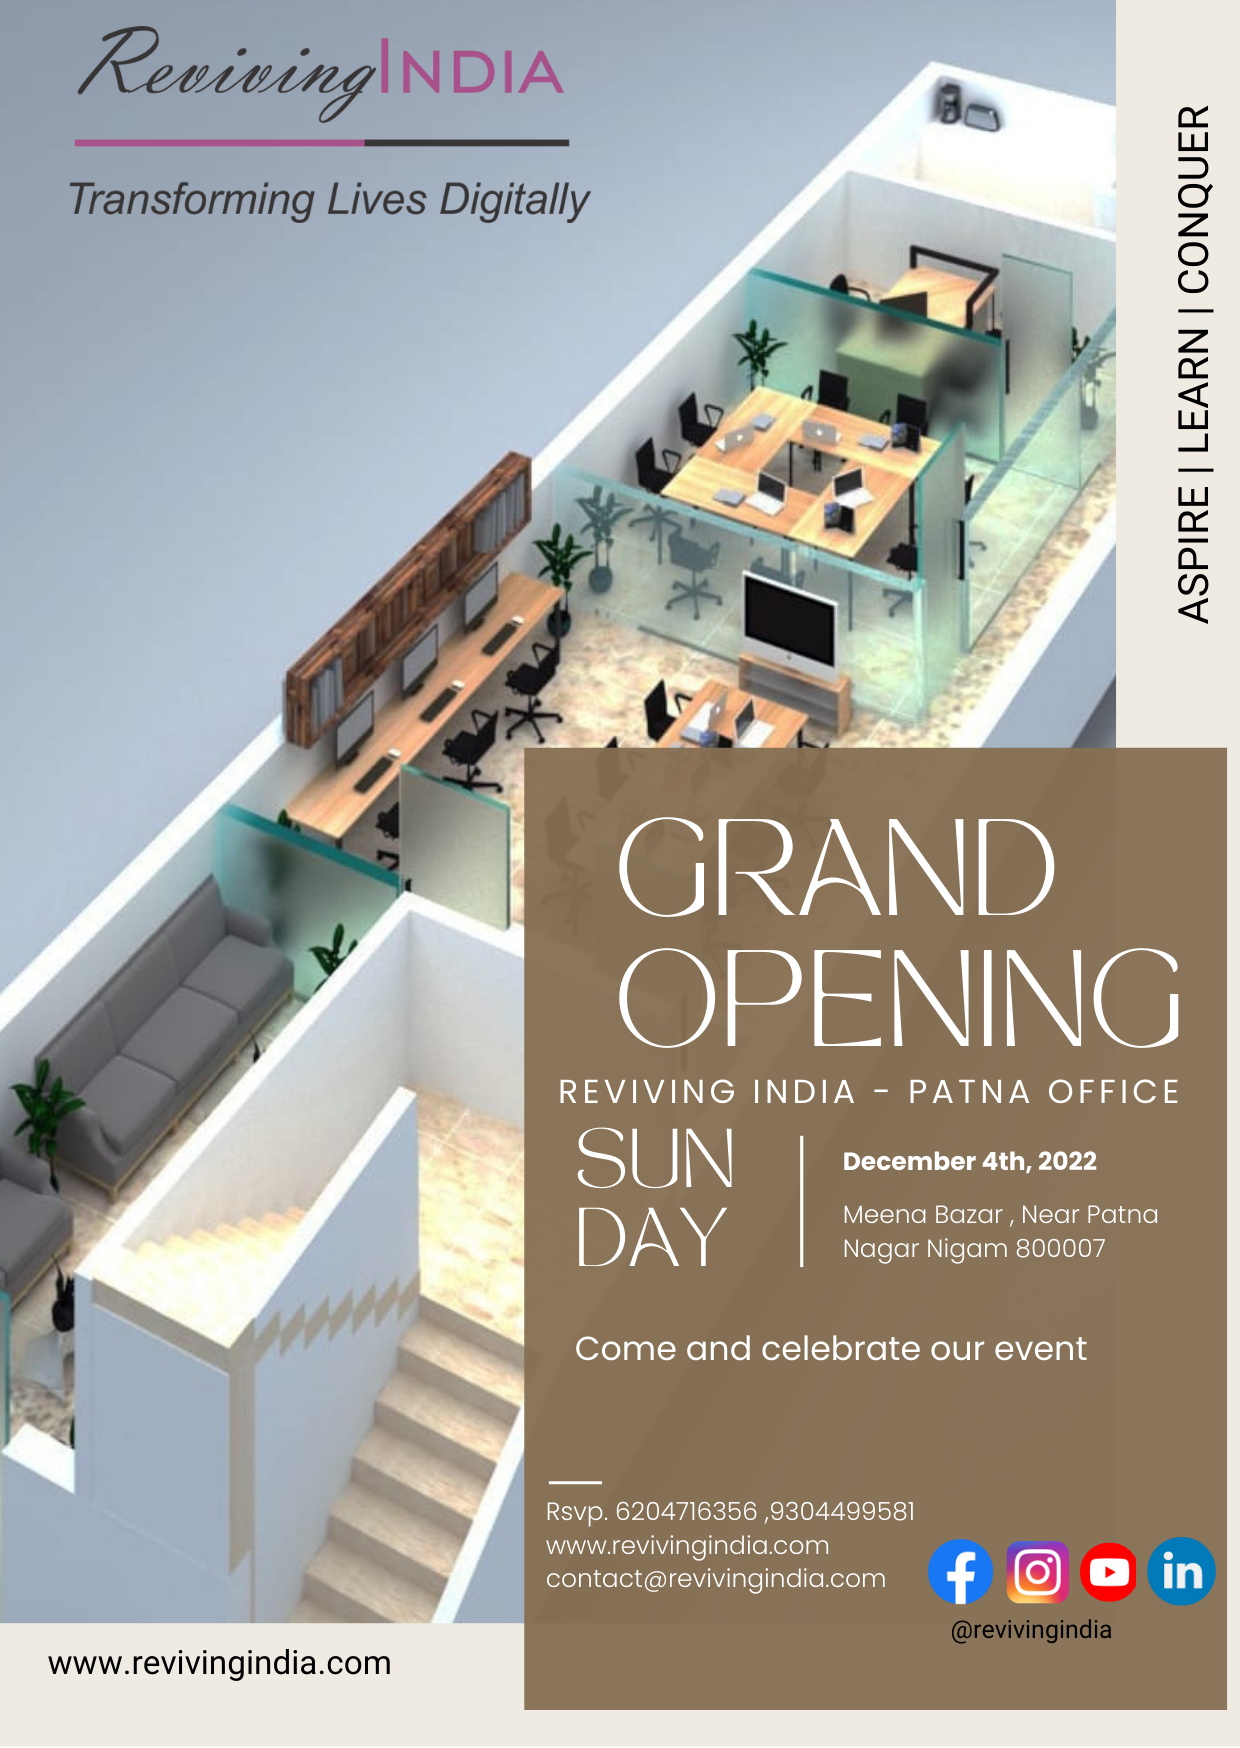 RevivingINDIA
Transforming Lives Digitally
ASPIRE | LEARN | CONQUER
GRAND
OPENING
REVIVING INDIA - PATNA OFFICE
SUN
DAY
December 4th, 2022
Meena Bazar , Near Patna
Nagar Nigam 800007
Come and celebrate our event
Rsvp. 6204716356 ,9304499581
www.revivingindia.com
contact@revivingindia.com
in
@revivingindia
www.revivingindia.com